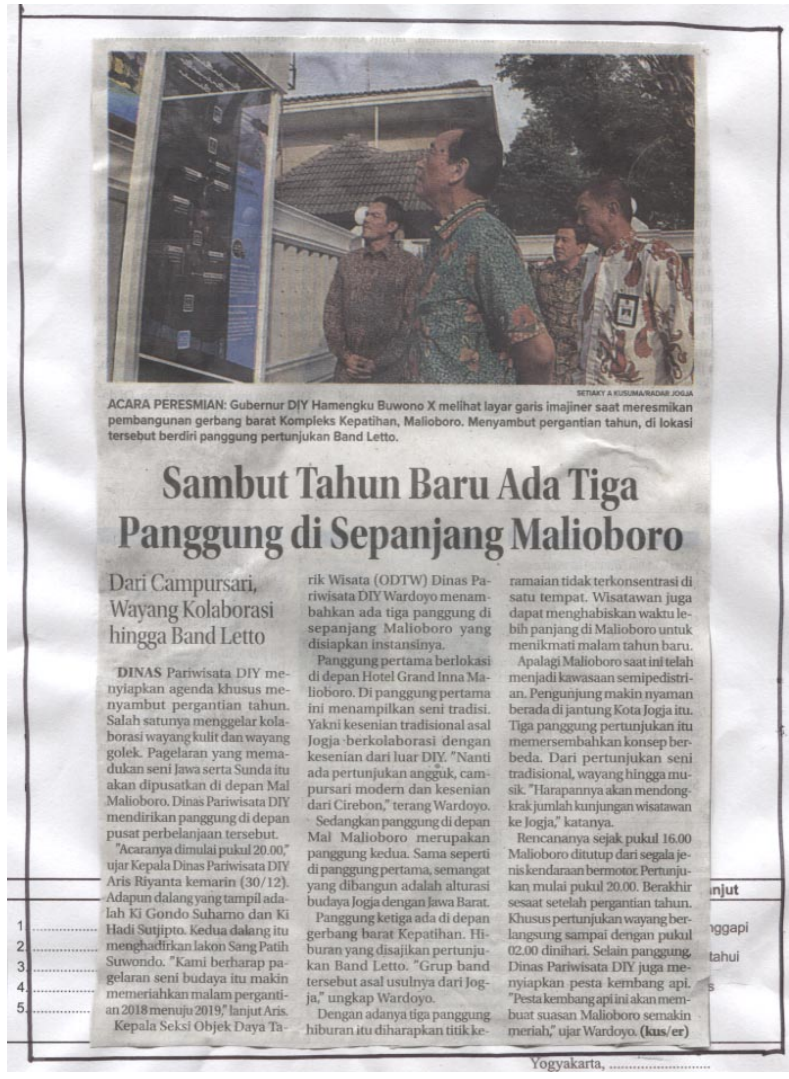 SETIAKY A KUSUMA/RADAR JOGJA
ACARA PERESMIAN: Gubernur DIY Hamengku Buwono X melihat layar garis imajiner saat meresmikan
pembangunan gerbang barat Kompleks Kepatihan, Malioboro. Menyambut pergantian tahun, di lokasi
tersebut berdiri panggung pertunjukan Band Letto.
Sambut Tahun Baru Ada Tiga
Panggung di Sepanjang Malioboro
Dari Campursari,
Wayang Kolaborasi
hingga Band Letto
DINAS Pariwisata DIY me-
nyiapkan agenda khusus me-
nyambut pergantian tahun.
Salah satunya menggelar kola-
borasi wayang kulit dan wayang
golek. Pagelaran yang mema-
dukan seni Jawa serta Sunda itu
akan dipusatkan di depan Mal
Malioboro. Dinas Pariwisata DIY
mendirikan panggung di depan
pusat perbelanjaan tersebut.
"Acaranya dimulai pukul 20.00,"
ujar Kepala Dinas Pariwisata DIY
Aris Riyanta kemarin (30/12).
Adapun dalang yang tampil ada-
lah Ki Gondo Suharno dan Ki
Hadi Sutjipto. Kedua dalang itu
menghadirkan lakon Sang Patih
Suwondo. "Kami berharap pa-
gelaran seni budaya itu makin
memeriahkan malam perganti-
an 2018 menuju 2019," lanjut Aris.
Kepala Seksi Objek Daya Ta-
rik Wisata (ODTW) Dinas Pa-
riwisata DIY Wardoyo menam-
bahkan ada tiga panggung di
sepanjang Malioboro yang
disiapkan instansinya.
Panggung pertama berlokasi
di depan Hotel Grand Inna Ma-
lioboro. Di panggung pertama
ini menampilkan seni tradisi.
Yakni kesenian tradisional asal
Jogja berkolaborasi dengan
kesenian dari luar DIY. "Nanti
ada pertunjukan angguk, cam-
pursari modern dan kesenian
dari Cirebon," terang Wardoyo.
Sedangkan panggung di depan
Mal Malioboro merupakan
panggung kedua. Sama seperti
di panggung pertama, semangat
yang dibangun adalah alturasi
budaya Jogja dengan Jawa Barat.
Panggung ketiga ada di depan
gerbang barat Kepatihan. Hi-
buran yang disajikan pertunju-
kan Band Letto. "Grup band
tersebut asal usulnya dari Jog-
ja," ungkap Wardoyo.
Dengan adanya tiga panggung
hiburan itu diharapkan titik ke-
ramaian tidak terkonsentrasi di
satu tempat. Wisatawan juga
dapat menghabiskan waktu le-
bih panjang di Malioboro untuk
menikmati malam tahun baru.
Apalagi Malioboro saat ini telah
menjadi kawasaan semipedistri-
an. Pengunjung makin nyaman
berada di jantung Kota Jogja itu.
Tiga panggung pertunjukan itu
memersembahkan konsep ber-
beda. Dari pertunjukan seni
tradisional, wayang hingga mu-
sik. "Harapannya akan mendong-
krak jumlah kunjungan wisatawan
ke Jogja," katanya.
Rencananya sejak pukul 16.00
Malioboro ditutup dari segala je-
nis kendaraan bermotor. Pertunju-
kan mulai pukul 20.00. Berakhir
sesaat setelah pergantian tahun.
Khusus pertunjukan wayang ber-
langsung sampai dengan pukul
02.00 dinihari. Selain panggung,
Dinas Pariwisata DIY juga me-
nyiapkan pesta kembang api.
"Pesta kembang api ini akan mem-
buat suasan Malioboro semakin
meriah," ujar Wardoyo. (kus/er)
njut
1. ..................
2. ..................
3. ..................
4. ..................
5. ..................
nggapi
tahui
s
Yogyakarta, ..........................